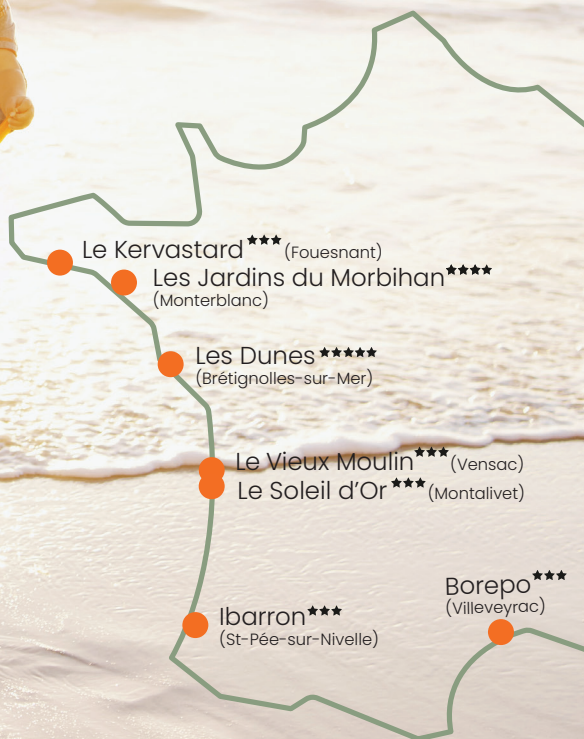 Le Kervastard★★★ (Fouesnant)
Les Jardins du Morbihan★★★★
(Monterblanc)
Les Dunes★★★★★
(Brétignolles-sur-Mer)
Le Vieux Moulin★★★ (Vensac)
Le Soleil d’Or★★★ (Montalivet)
Borepo★★★
(Villeveyrac)
Ibarron★★★
(St-Pée-sur-Nivelle)